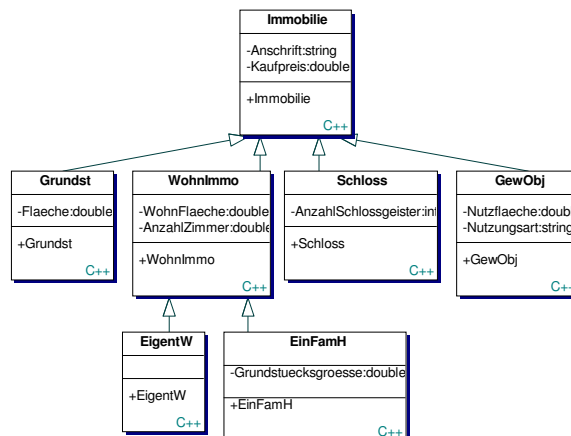 Immobilie
-Anschrift:string
-Kaufpreis:double
+Immobilie
C++
Grundst
-Flaeche:double
+Grundst
C++
WohnImmo
-WohnFlaeche:double
-AnzahlZimmer:double
+WohnImmo
C++
Schloss
-AnzahlSchlossgeister:int
+Schloss
C++
GewObj
-Nutzflaeche:doub
-Nutzungsart:string
+GewObj
C++
EigentW
+EigentW
C++
EinFamH
-Grundstuecksgroesse:double
+EinFamH
C++